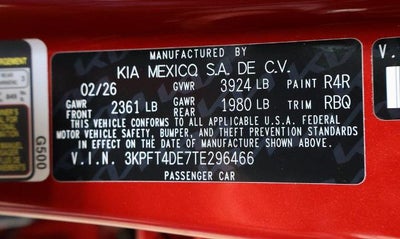 MANUFACTURED BY
KIA MEXICO, S.A. DE C.V.
02/26 GVWR 3924 LB PAINT R4R
GAWR FRONT 2361 LB GAWR REAR 1980 LB TRIM RBQ
THIS VEHICLE CONFORMS TO ALL APPLICABLE U.S.A. FEDERAL
MOTOR VEHICLE SAFETY, BUMPER, AND THEFT PREVENTION STANDARDS
IN EFFECT ON THE DATE OF MANUFACTURE SHOWN ABOVE.
V.I.N. 3KPFT4DE7TE296466
PASSENGER CAR
G500
V.